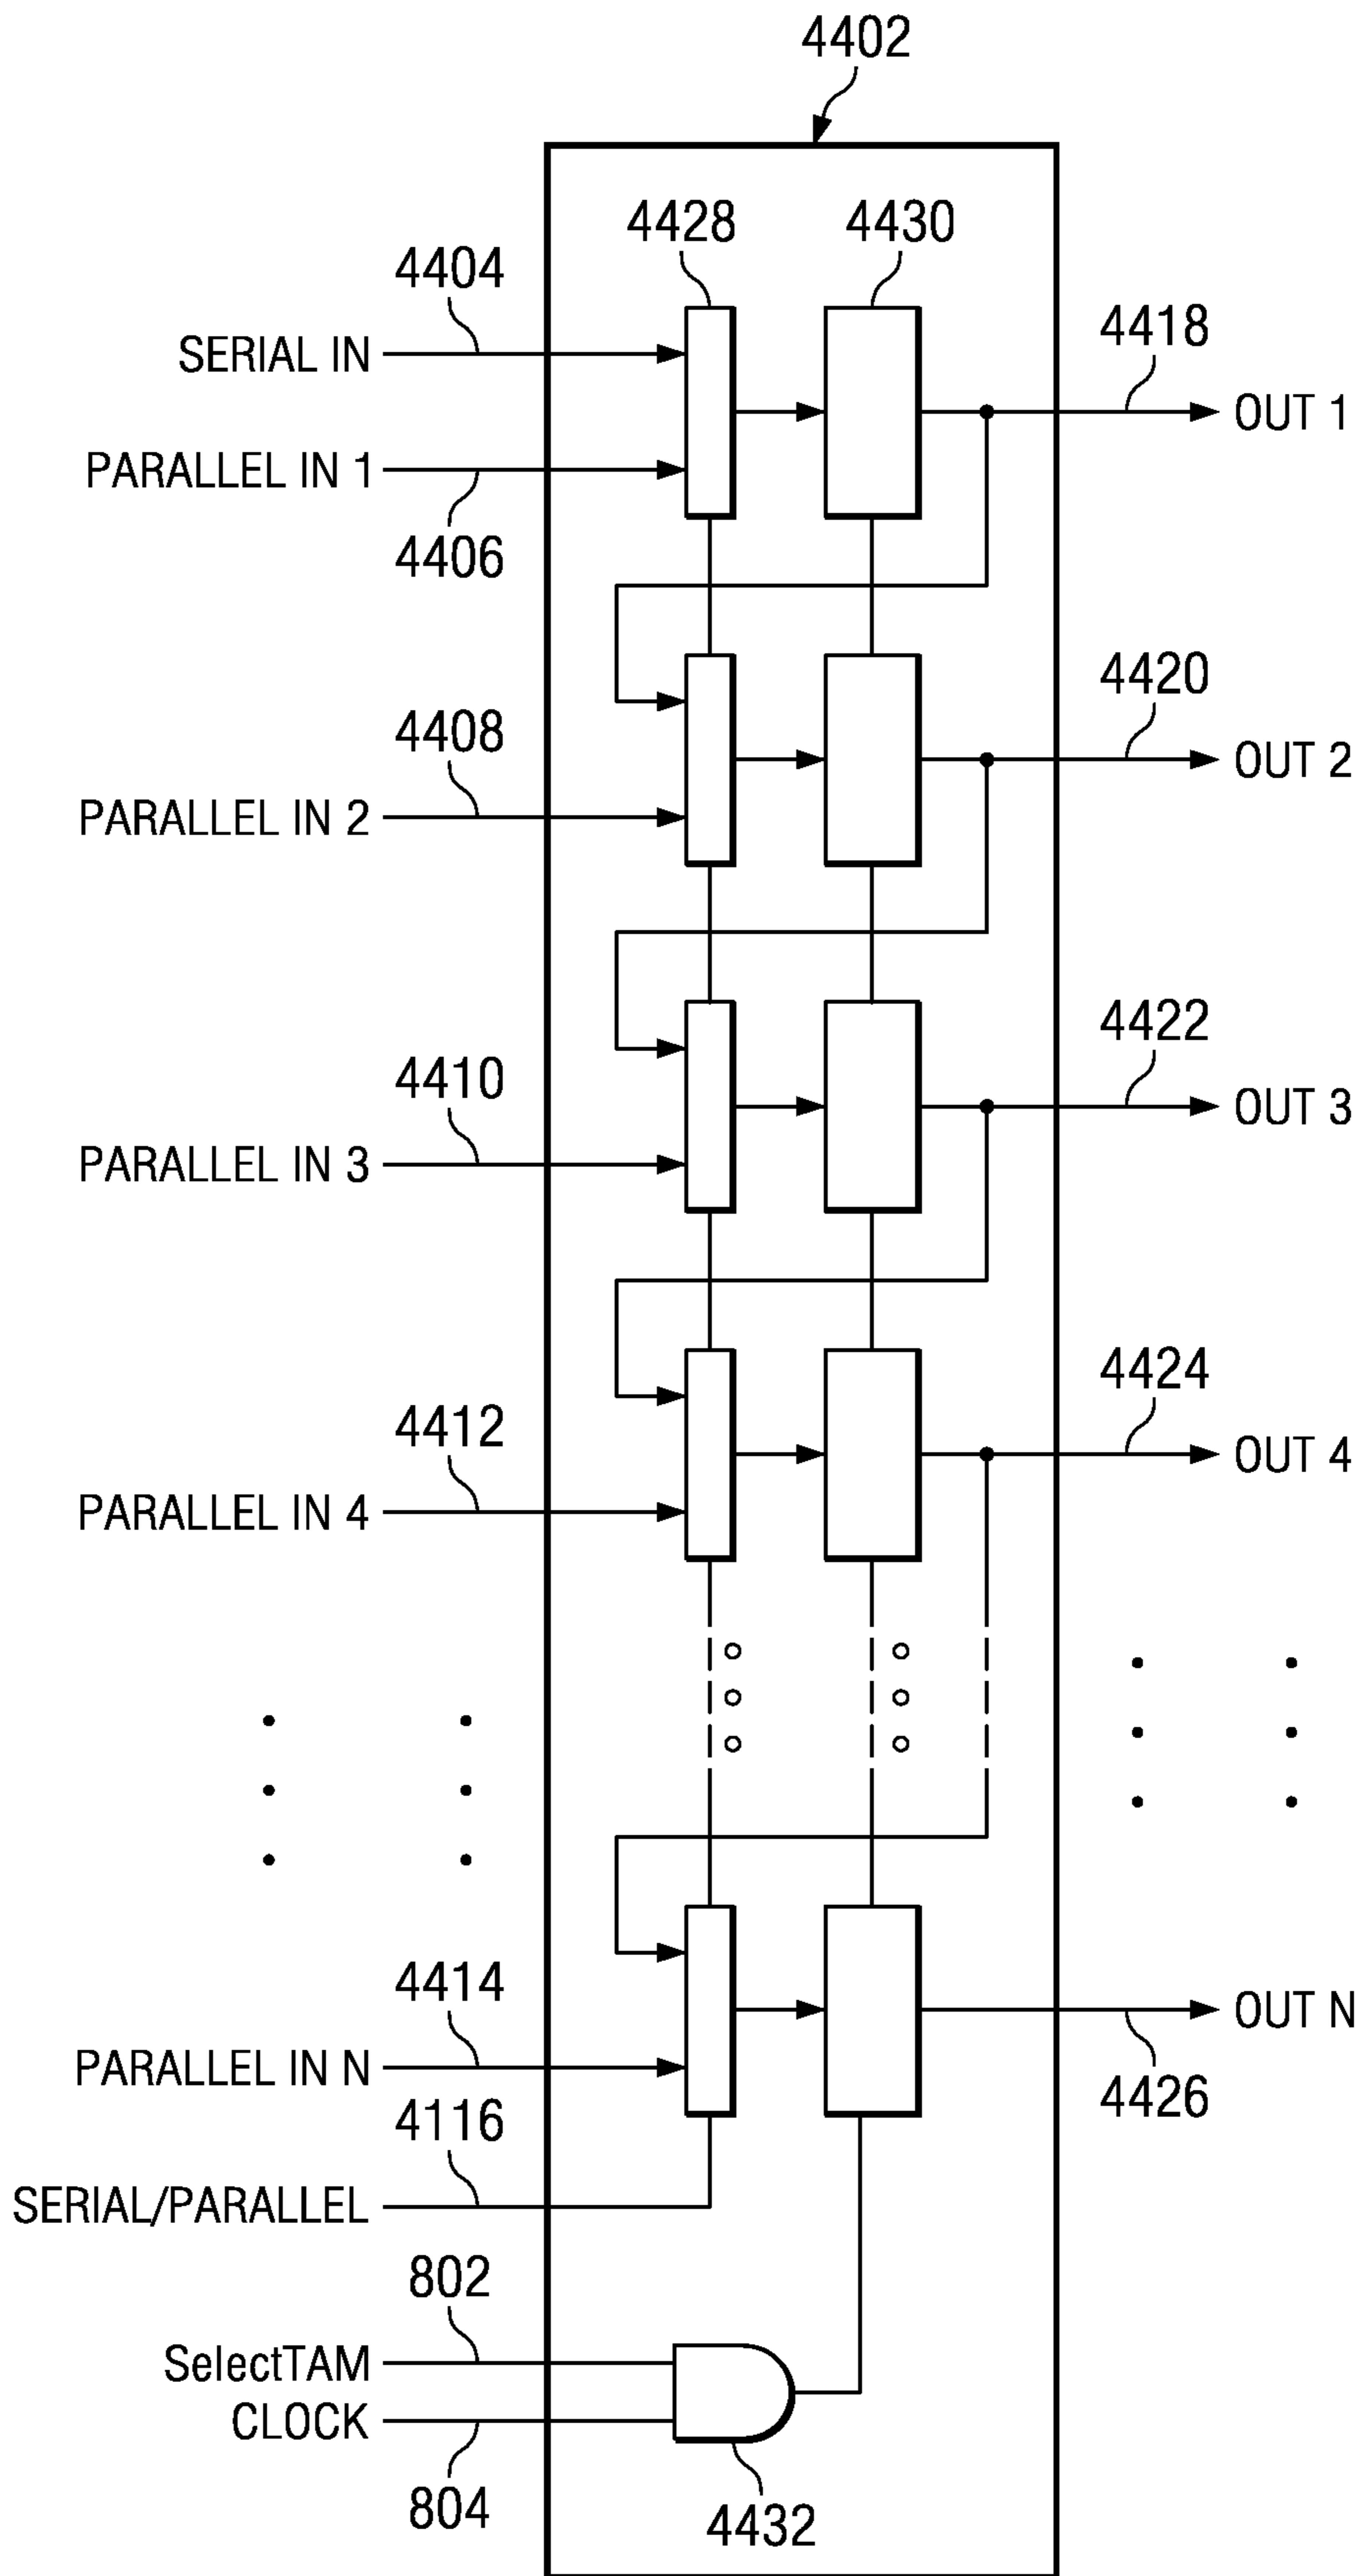 4402
4428 4430
4404
SERIAL IN
4418
OUT 1
PARALLEL IN 1
4406
4420
4408
OUT 2
PARALLEL IN 2
4422
4410
OUT 3
PARALLEL IN 3
4424
4412
OUT 4
PARALLEL IN 4
4414
OUT N
PARALLEL IN N
4426
4116
SERIAL/PARALLEL
802
SelectTAM
CLOCK
804
4432